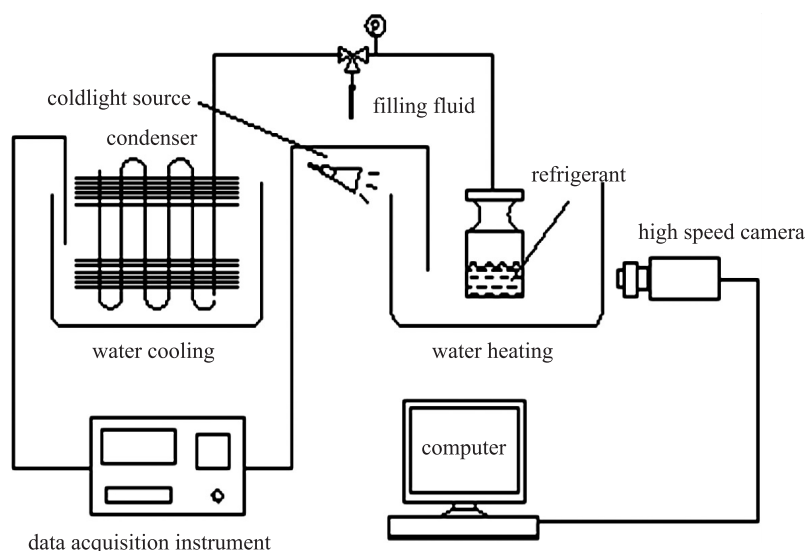 coldlight source
filling fluid
condenser
refrigerant
high speed camera
water cooling
water heating
computer
data acquisition instrument